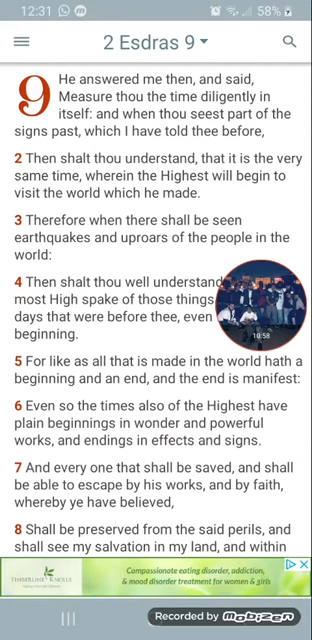 12:31 58%
2 Esdras 9
9 He answered me then, and said,
Measure thou the time diligently in
itself: and when thou seest part of the
signs past, which I have told thee before,
2 Then shalt thou understand, that it is the very
same time, wherein the Highest will begin to
visit the world which he made.
3 Therefore when there shall be seen
earthquakes and uproars of the people in the
world:
4 Then shalt thou well understand
most High spake of those things
days that were before thee, even
beginning.
10:58
5 For like as all that is made in the world hath a
beginning and an end, and the end is manifest:
6 Even so the times also of the Highest have
plain beginnings in wonder and powerful
works, and endings in effects and signs.
7 And every one that shall be saved, and shall
be able to escape by his works, and by faith,
whereby ye have believed,
8 Shall be preserved from the said perils, and
shall see my salvation in my land, and within
TIMBERLINE KNOLLS
Compassionate eating disorder, addiction,
& mood disorder treatment for women & girls
Recorded by Mobizen